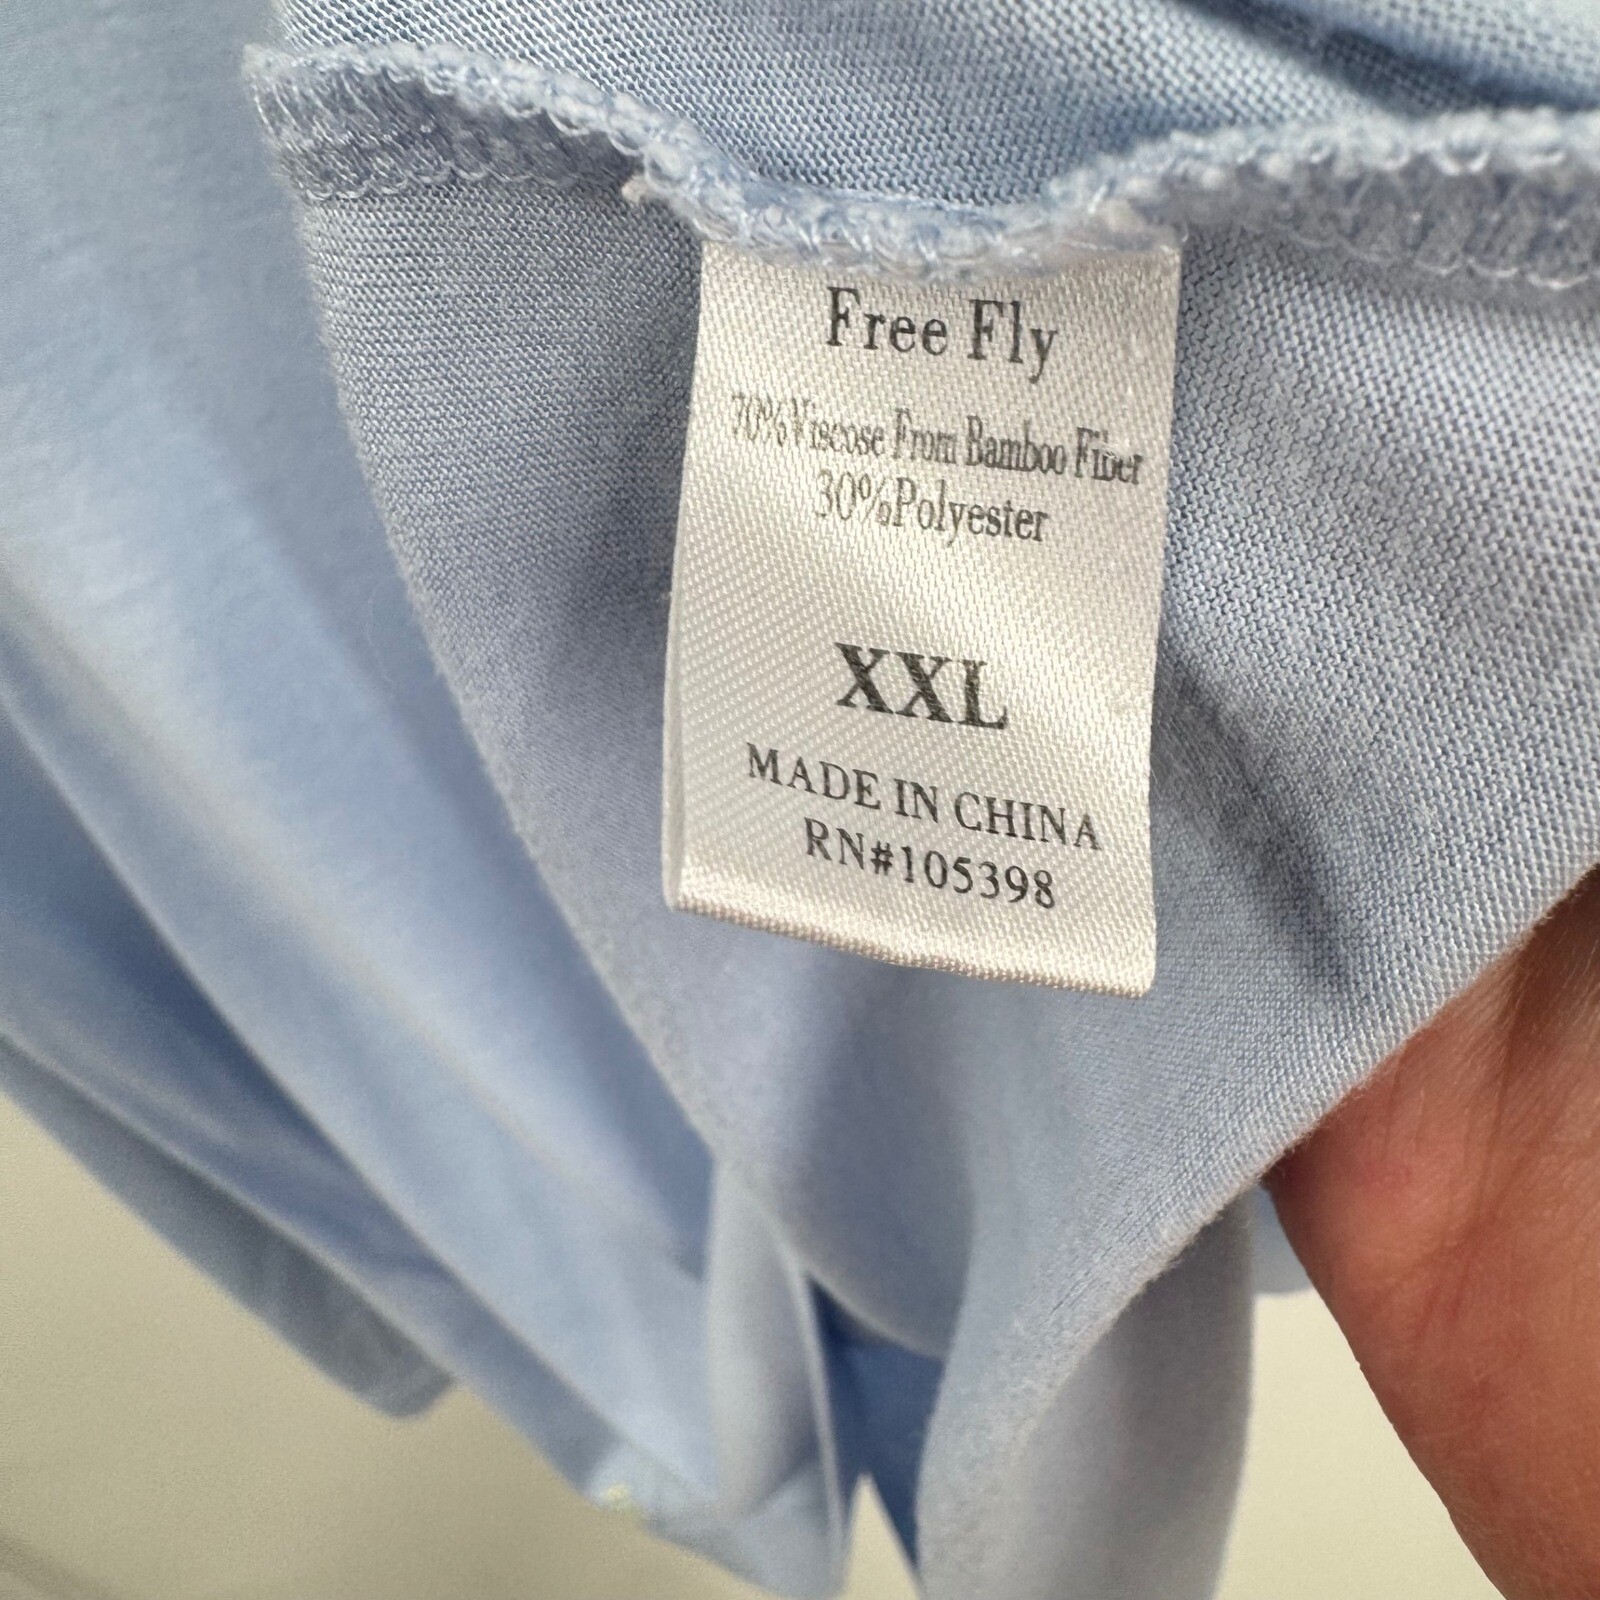 Free Fly
70%Viscose From Bamboo Fiber
30%Polyester
XXL
MADE IN CHINA
RN#105398